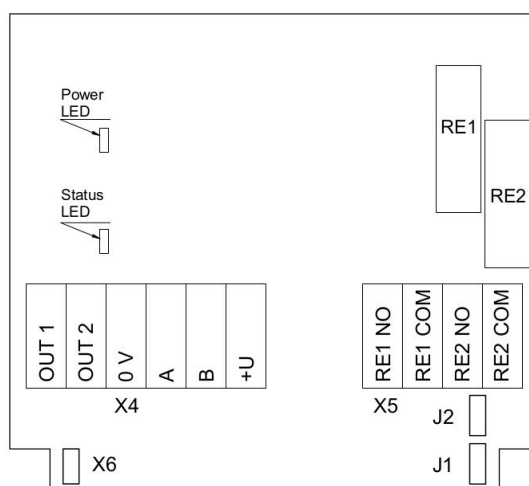 Power
LED
RE1
RE2
Status
LED
OUT 1
OUT 2
0 V
A
B
+U
RE1 NO
RE1 COM
RE2 NO
RE2 COM
X4
X5
J2
X6
J1